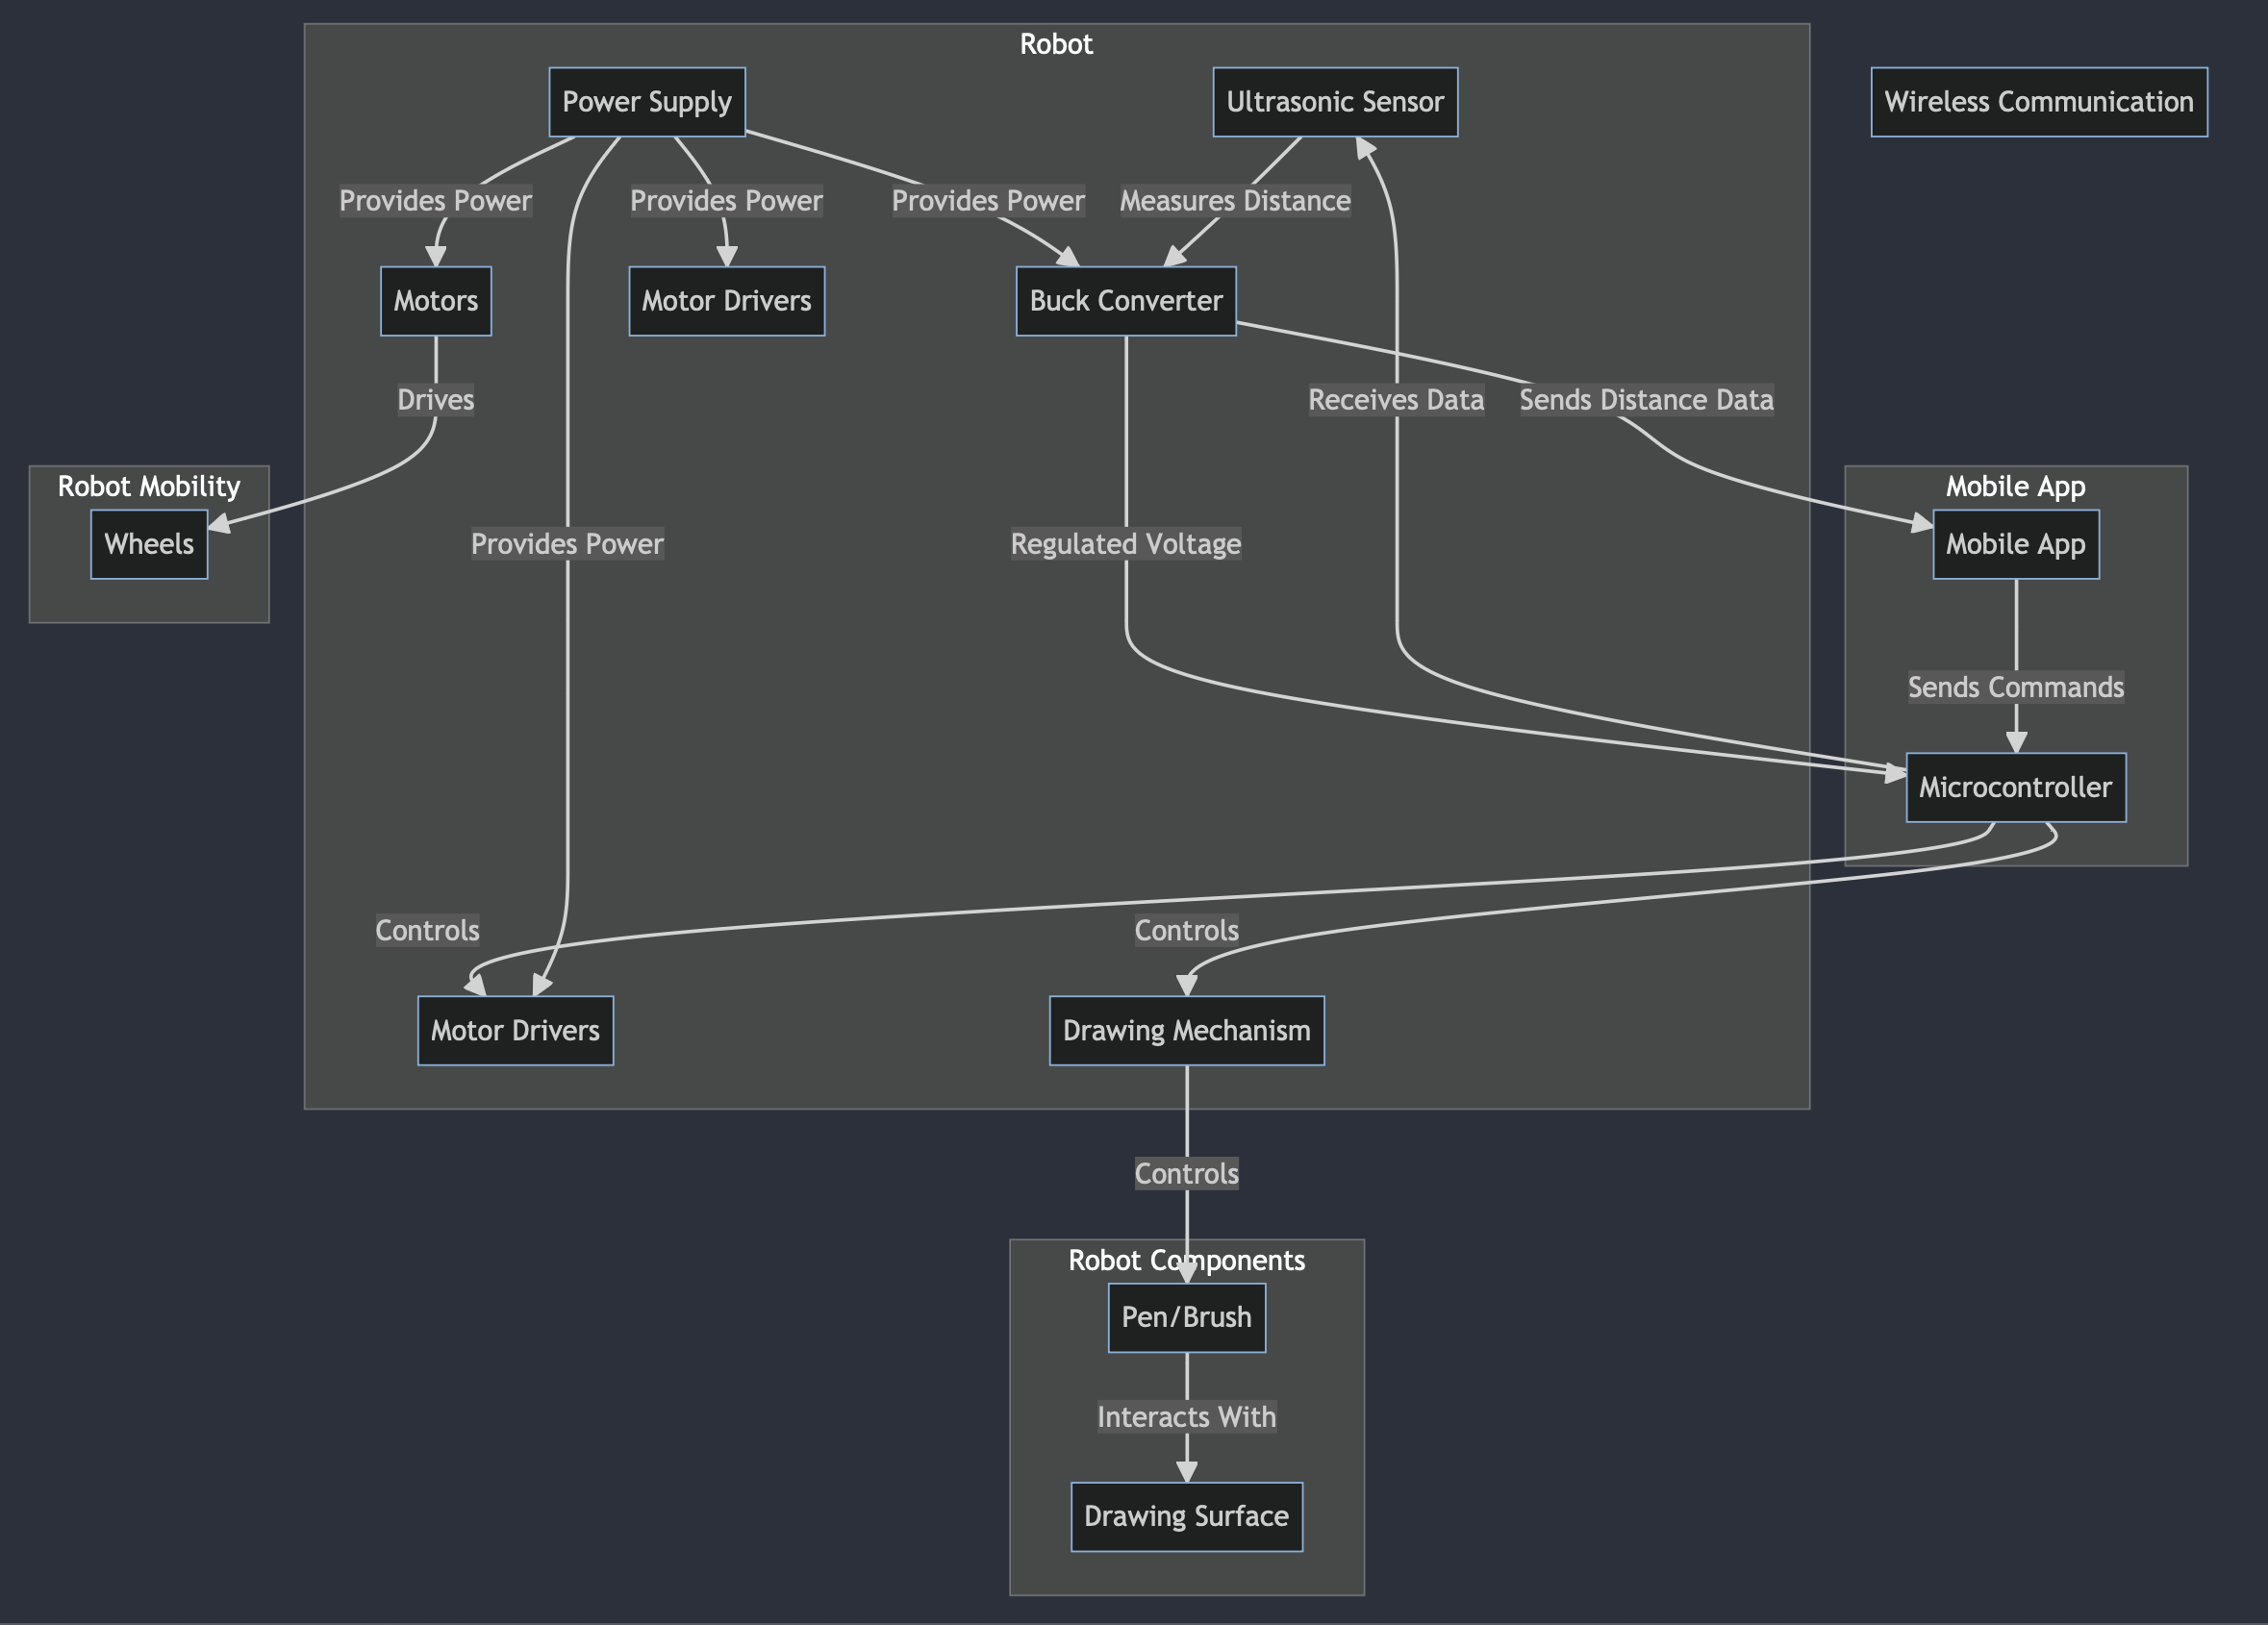 Robot
Power Supply
Ultrasonic Sensor
Wireless Communication
Provides Power
Provides Power
Provides Power
Measures Distance
Motors
Motor Drivers
Buck Converter
Drives
Receives Data
Sends Distance Data
Robot Mobility
Mobile App
Wheels
Provides Power
Regulated Voltage
Mobile App
Sends Commands
Microcontroller
Controls
Controls
Motor Drivers
Drawing Mechanism
Controls
Robot Components
Pen/Brush
Interacts With
Drawing Surface